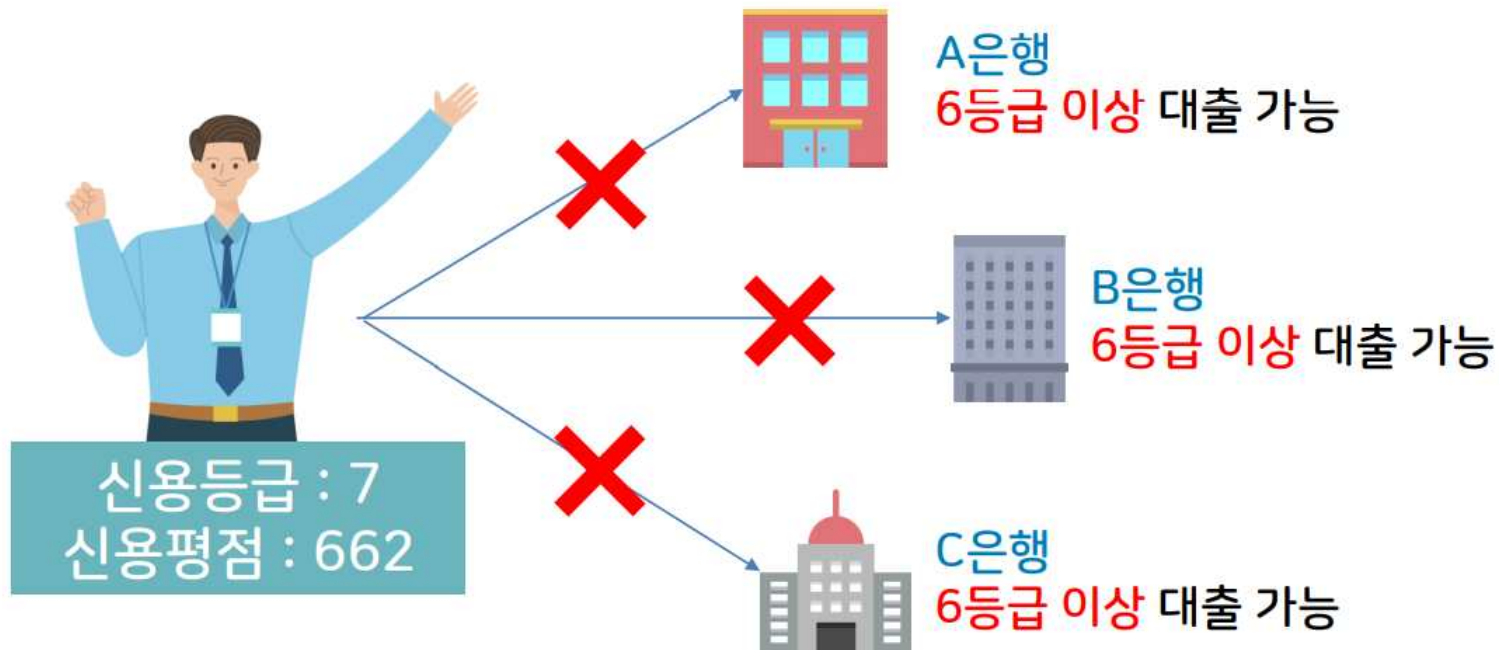 A은행
6등급 이상 대출 가능
B은행
6등급 이상 대출 가능
신용등급 : 7
신용평점 : 662
C은행
6등급 이상 대출 가능